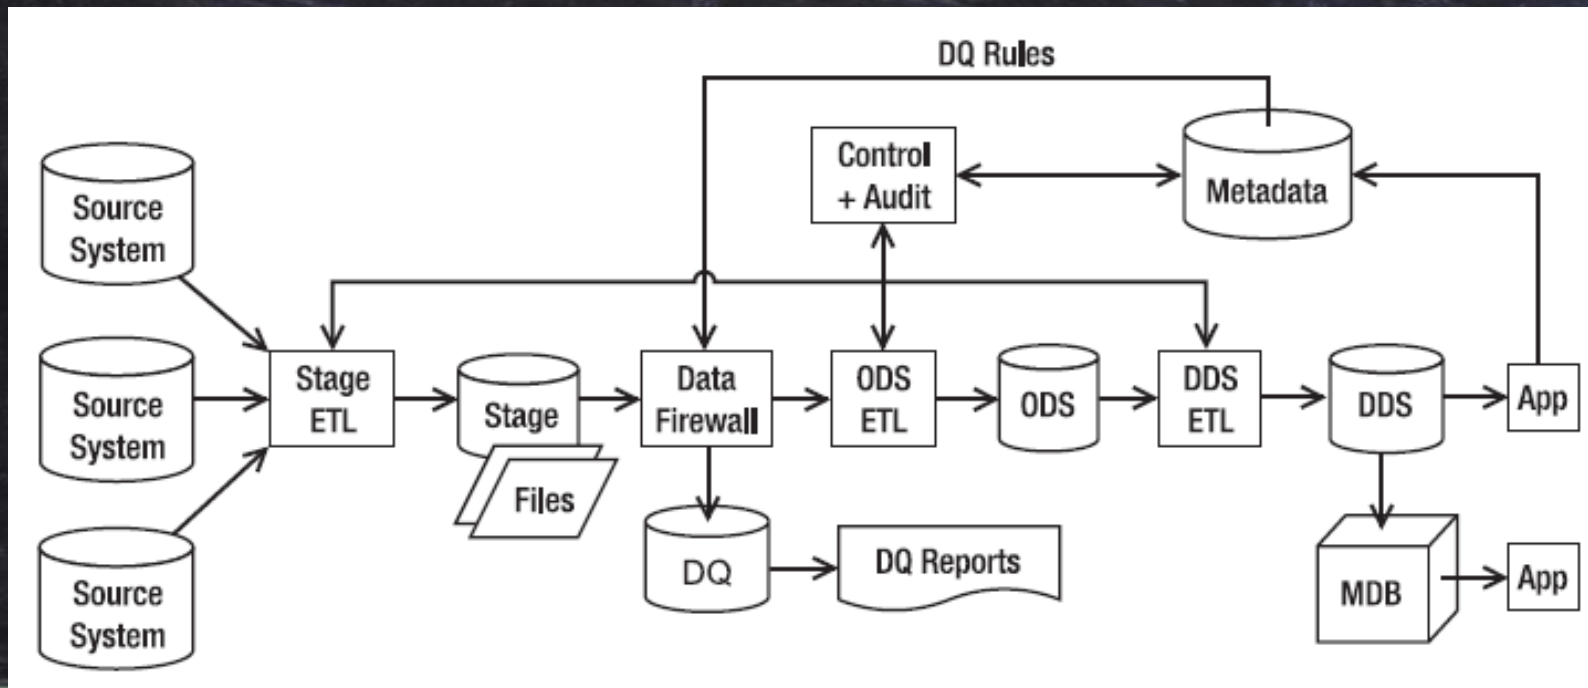 DQ Rules
Control
+ Audit
Metadata
Source
System
Source
System
Source
System
Stage
ETL
Stage
Files
Data
Firewall
ODS
ETL
ODS
DDS
ETL
DDS
App
DQ
DQ Reports
MDB
App